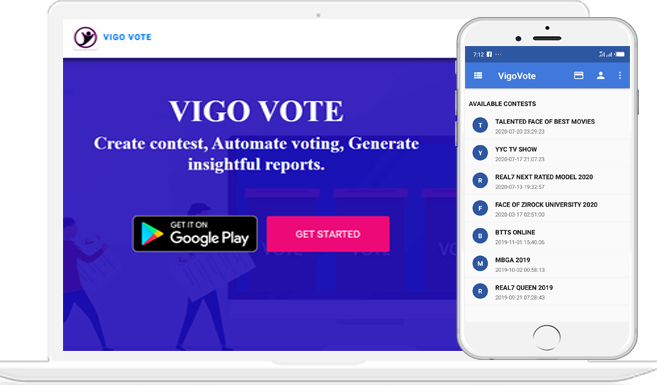 VIGO VOTE
VIGO VOTE
Create contest, Automate voting, Generate
insightful reports.
GET IT ON
Google Play
GET STARTED
VOTE
VOTE
VO
7:12
VigoVote
AVAILABLE CONTESTS
T
TALENTED FACE OF BEST MOVIES
2020-07-20 23:29:23
Y
YYC TV SHOW
2020-07-17 21:07:23
R
REAL7 NEXT RATED MODEL 2020
2020-07-13 19:32:57
F
FACE OF ZIROCK UNIVERSITY 2020
2020-03-17 02:51:00
B
BTTS ONLINE
2019-11-01 15:40:06
M
MBGA 2019
2019-10-02 00:58:13
R
REAL7 QUEEN 2019
2019-09-21 07:28:43